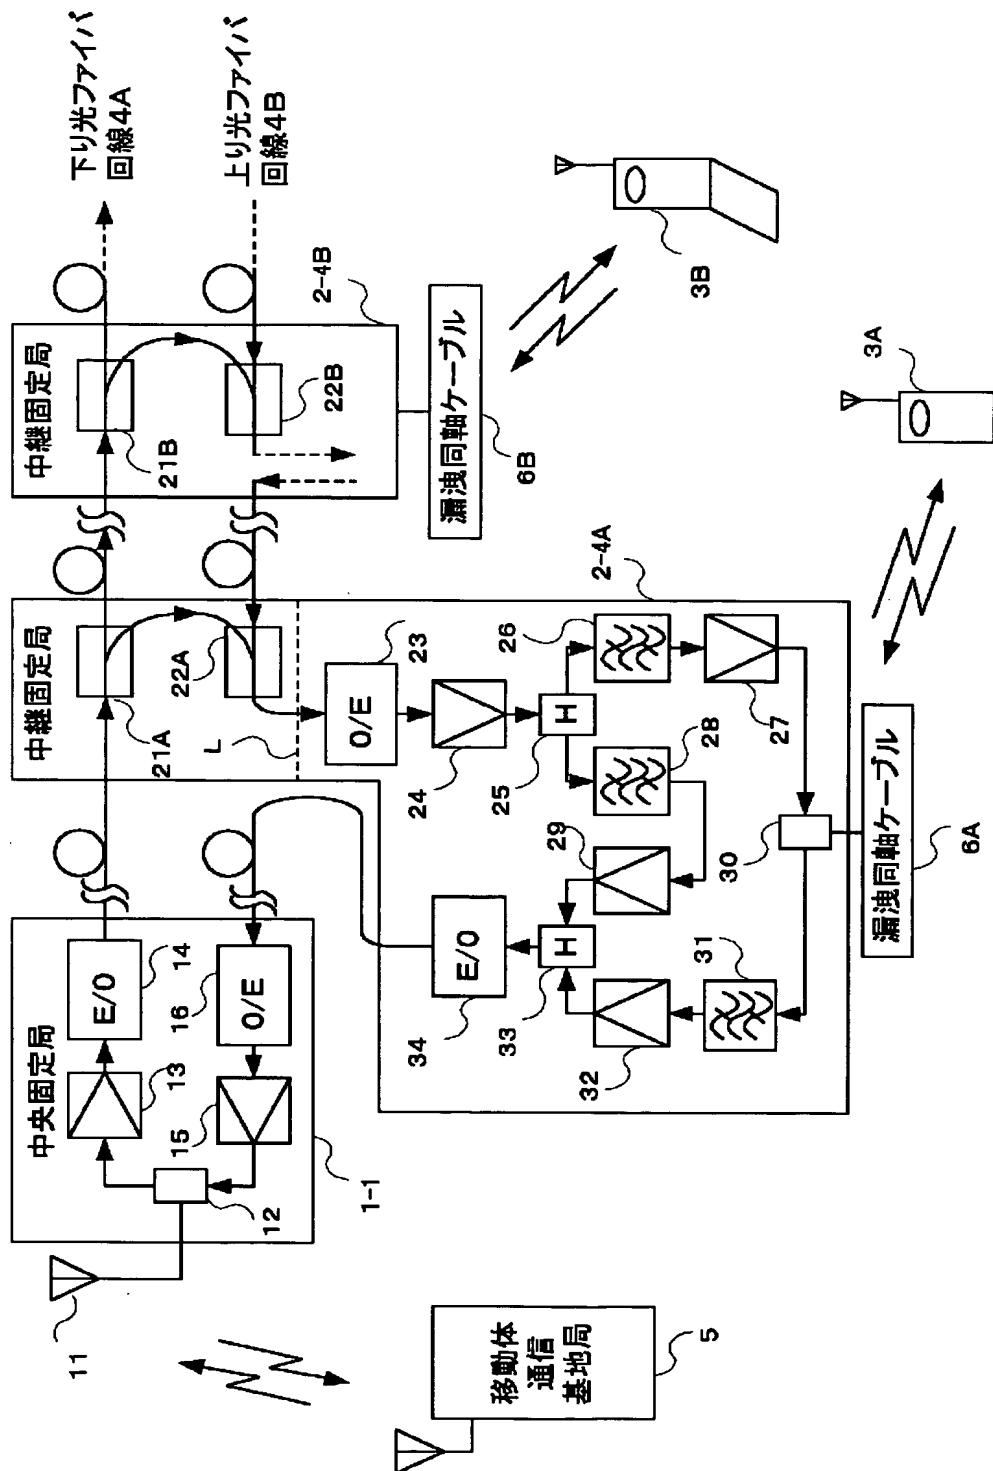 下り光ファイバ
回線4A
上り光ファイバ
回線4B
中央固定局
E/O
14
13
16
O/E
15
12
1-1
11
中継固定局
21A
22A
L
O/E
23
24
H
25
26
27
28
29
30
31
32
H
33
E/O
34
2-4A
漏洩同軸ケーブル
6A
中継固定局
21B
22B
2-4B
漏洩同軸ケーブル
6B
3B
3A
移動体
通信
基地局
5